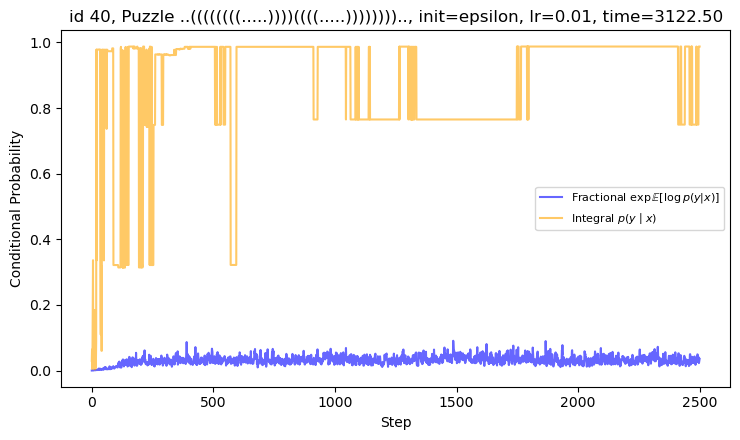 id 40, Puzzle ..((((((((.....))))((((.....)))))))).., init=epsilon, lr=0.01, time=3122.50
Conditional Probability
1.0
0.8
0.6
0.4
0.2
0.0
Fractional exp𝔼[log p(y|x)]
Integral p(y | x)
0 500 1000 1500 2000 2500
Step